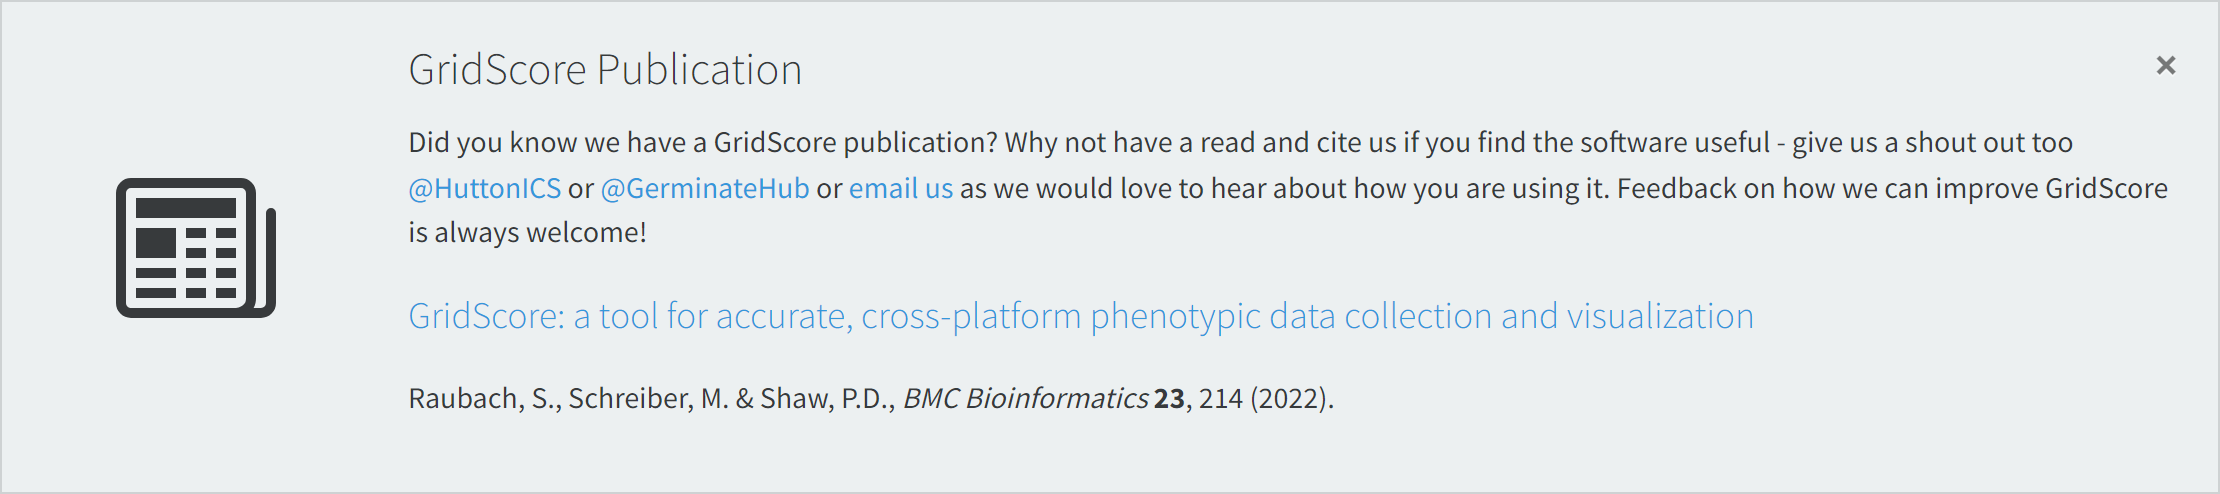 GridScore Publication
Did you know we have a GridScore publication? Why not have a read and cite us if you find the software useful - give us a shout out too
@HuttonICS or @GerminateHub or email us as we would love to hear about how you are using it. Feedback on how we can improve GridScore
is always welcome!
GridScore: a tool for accurate, cross-platform phenotypic data collection and visualization
Raubach, S., Schreiber, M. & Shaw, P.D., BMC Bioinformatics 23, 214 (2022).